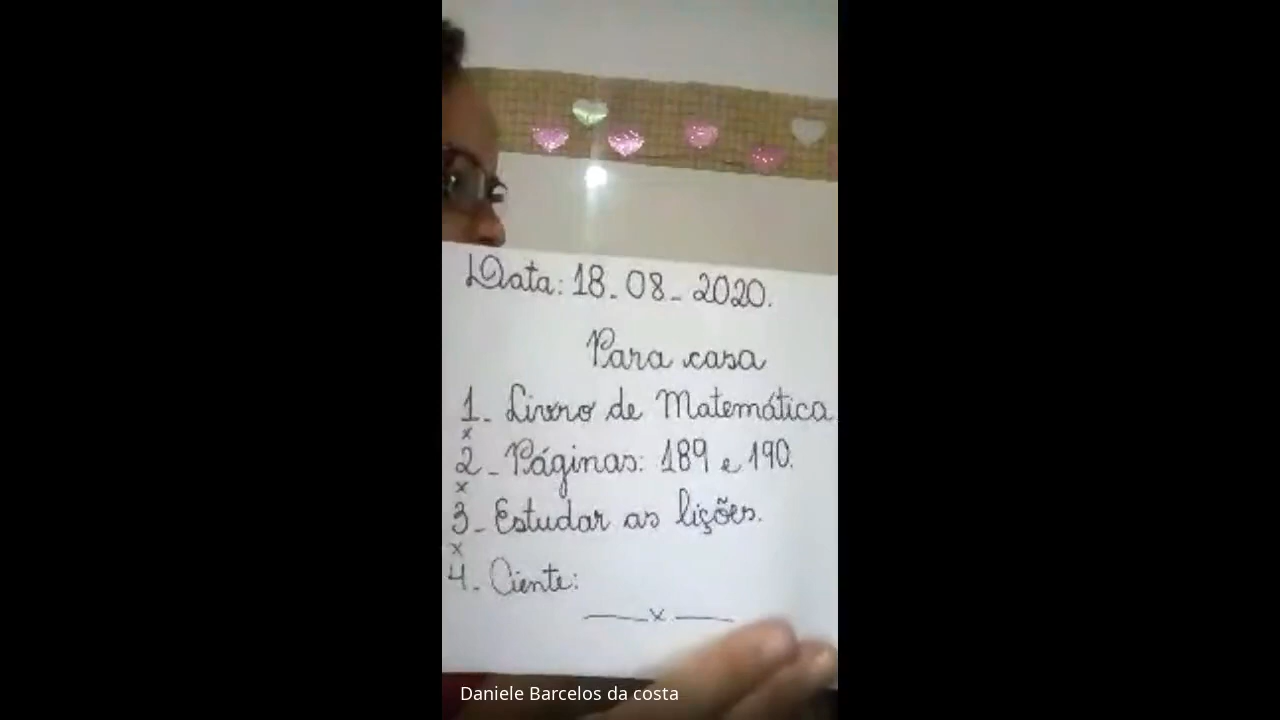 Data: 18-08-2020.
Para casa
1- Livro de Matemática
x
2- Páginas: 189 e 190.
x
3- Estudar as lições.
x
4- Ciente:
——x——
Daniele Barcelos da costa